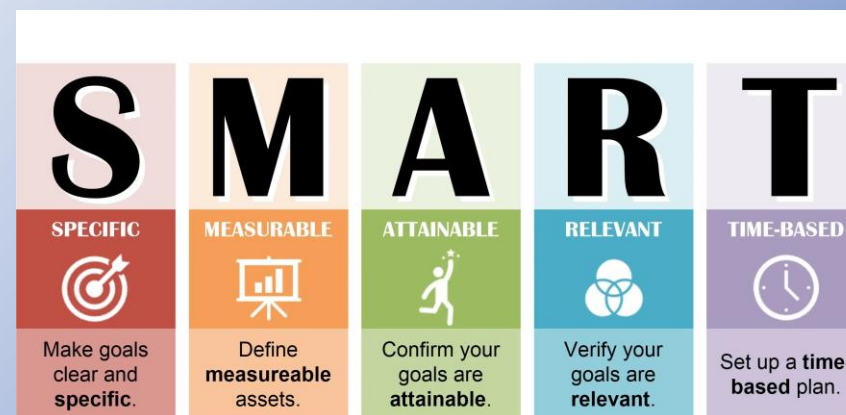 S M A R T
SPECIFIC MEASURABLE ATTAINABLE RELEVANT TIME-BASED
Make goals
clear and
specific.
Define
measureable
assets.
Confirm your
goals are
attainable.
Verify your
goals are
relevant.
Set up a time-
based plan.